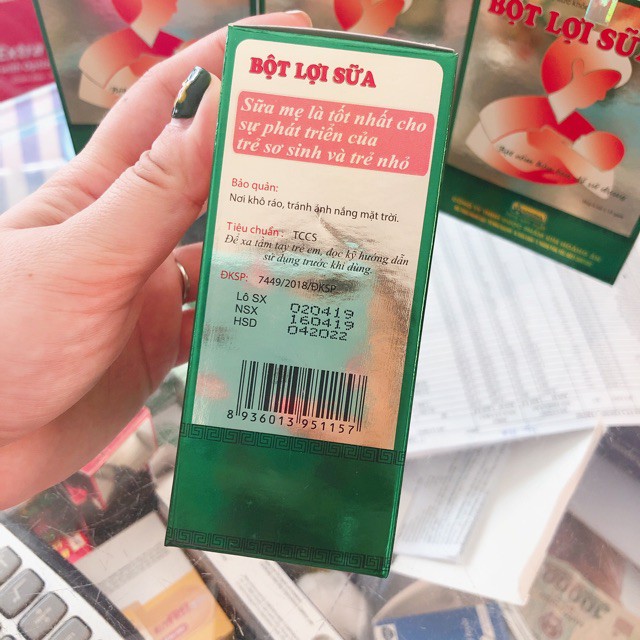 BỘT LỢI SỮA
Sữa mẹ là tốt nhất cho
sự phát triển của
trẻ sơ sinh và trẻ nhỏ
Bảo quản:
Nơi khô ráo, tránh ánh nắng mặt trời.
Tiêu chuẩn: TCCS
Để xa tầm tay trẻ em, đọc kỹ hướng dẫn
sử dụng trước khi dùng.
ĐKSP: 7449/2018/ĐKSP
Lô SX 020419
NSX 160419
HSD 042022
8 936013 951157
BỘT LỢI SỮA
Extra